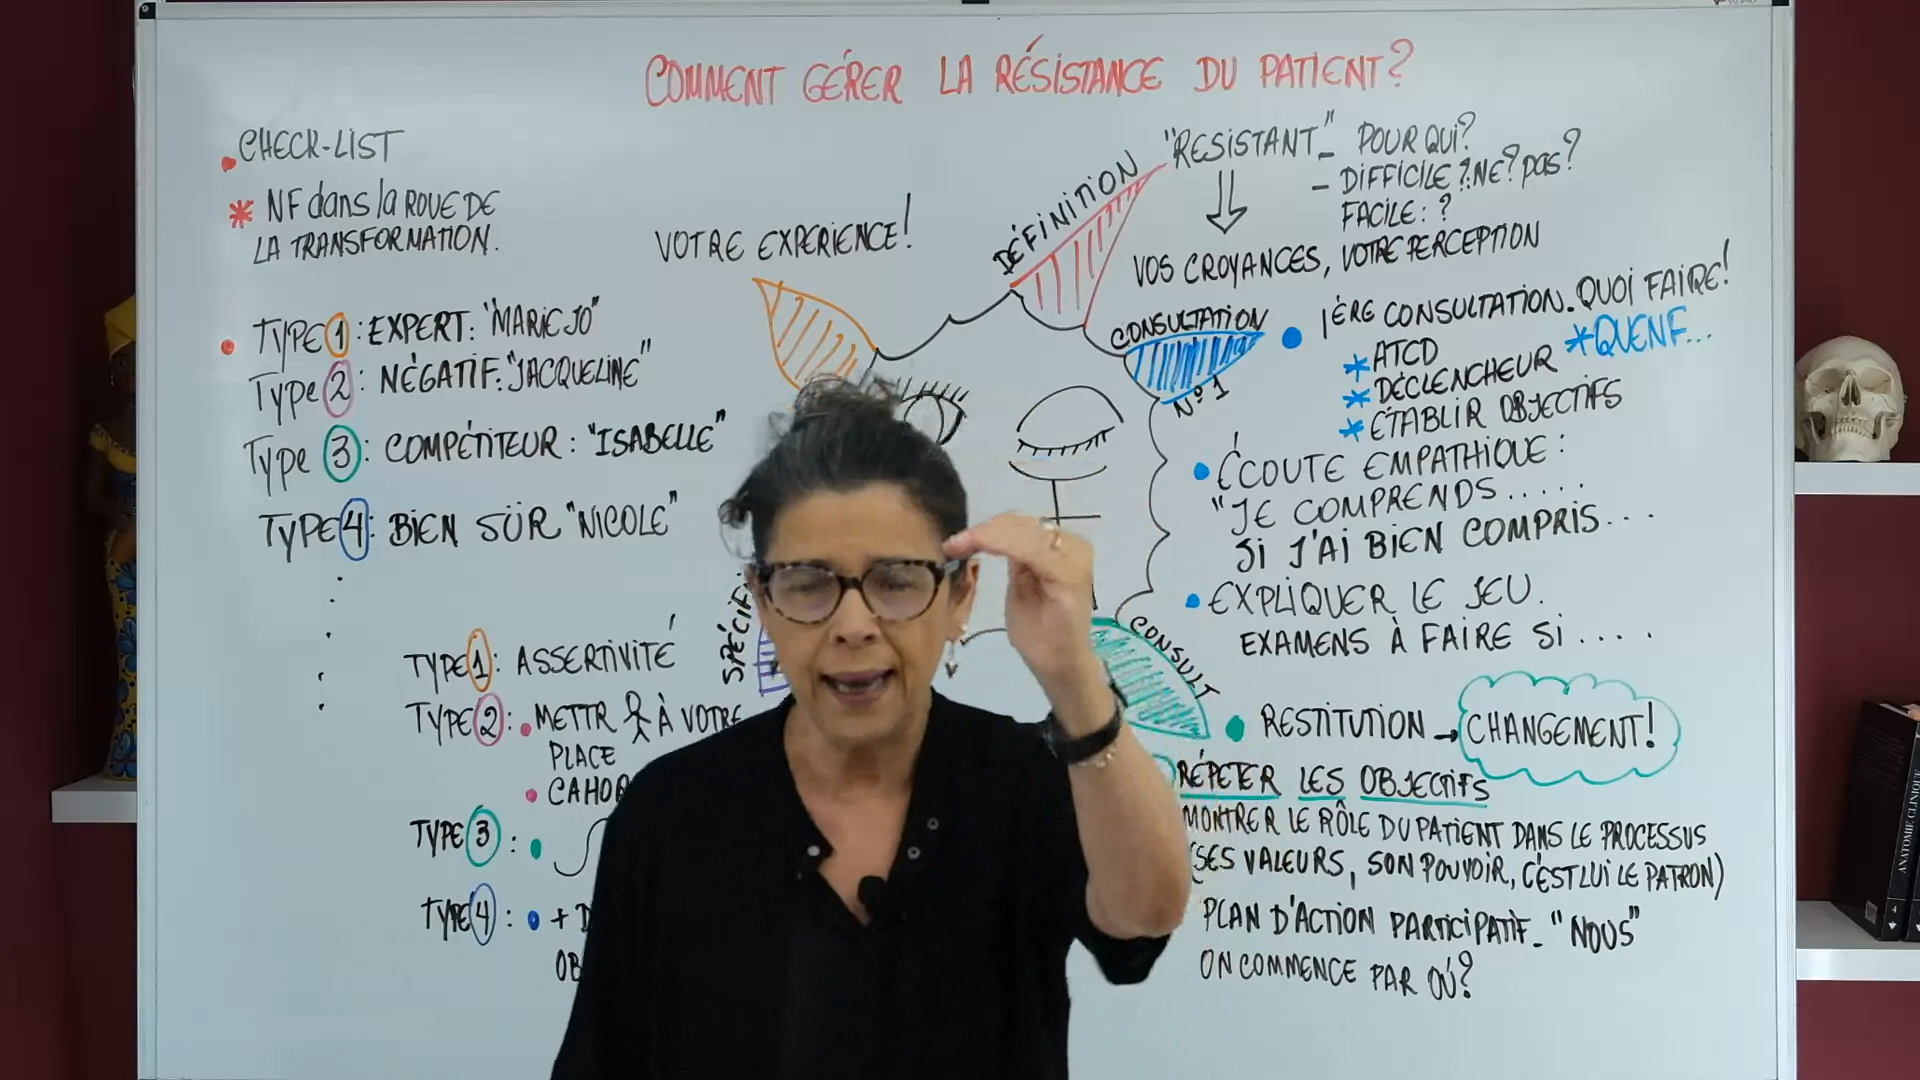 COMMENT GÉRER LA RÉSISTANCE DU PATIENT?
CHECK-LIST
* NF dans la ROUE DE
LA TRANSFORMATION.
TYPE 1 : EXPERT : "MARIE JO"
Type 2 : NÉGATIF : "JACQUELINE"
Type 3 : COMPÉTITEUR : "ISABELLE"
TYPE 4 : BIEN SÛR "NICOLE"
TYPE 1 : ASSERTIVITÉ
TYPE 2 : METTR À VOTRE
PLACE
TYPE 3 :
TYPE 4 : +
VOTRE EXPERIENCE!
DÉFINITION
"RESISTANT" - POUR QUI?
- DIFFICILE ? NE? pas?
FACILE : ?
VOS CROYANCES, VOTRE PERCEPTION
CONSULTATION
N°1
1ÈRE CONSULTATION. QUOI FAIRE!
* ATCD
* QUENF...
* DÉCLENCHEUR
* ÉTABLIR OBJECTIFS
ÉCOUTE EMPATHIQUE :
"JE COMPRENDS.....
SI J'AI BIEN COMPRIS...
EXPLIQUER LE JEU.
EXAMENS À FAIRE SI ....
CONSULT
RESTITUTION → CHANGEMENT!
RÉPETER LES OBJECTIFS
MONTRER LE RÔLE DU PATIENT DANS LE PROCESSUS
(SES VALEURS, SON POUVOIR, C'EST LUI LE PATRON)
PLAN D'ACTION PARTICIPATIF - "NOUS"
ON COMMENCE PAR OÙ?
ANATOMIE CLINIQUE